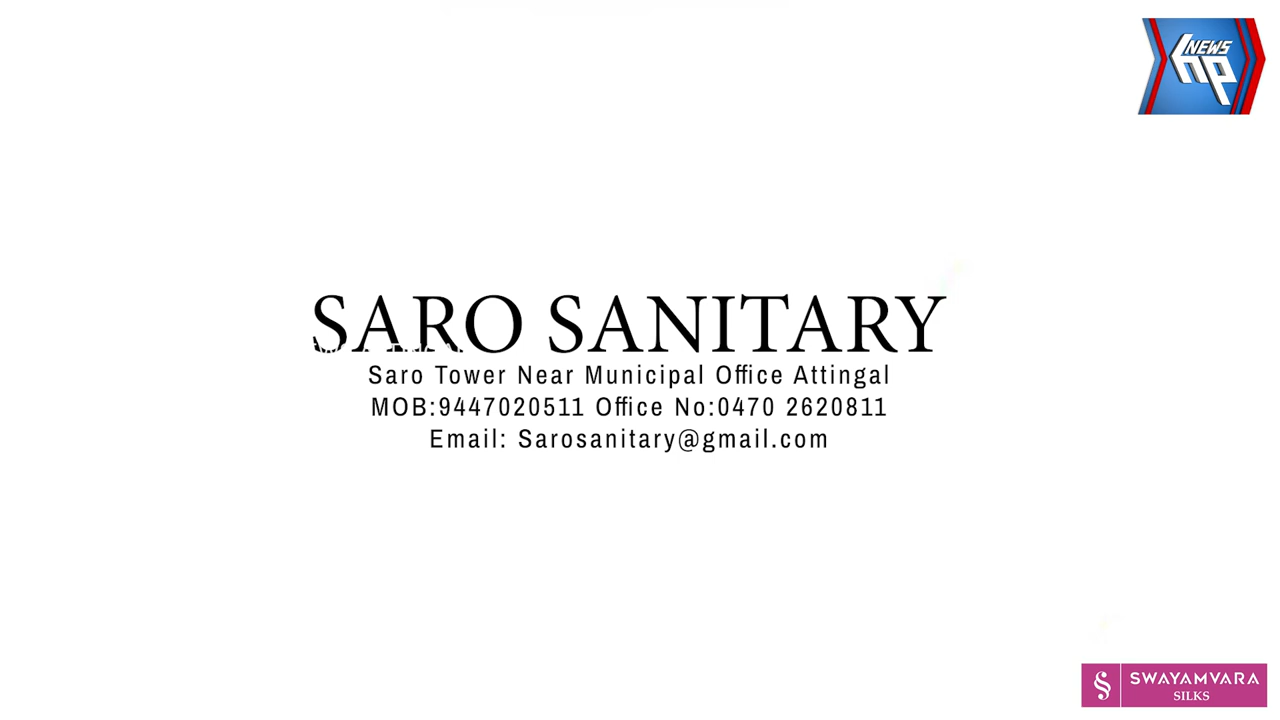 NEWS
hp
SARO SANITARY
Saro Tower Near Municipal Office Attingal
MOB:9447020511 Office No:0470 2620811
Email: Sarosanitary@gmail.com
SWAYAMVARA
SILKS